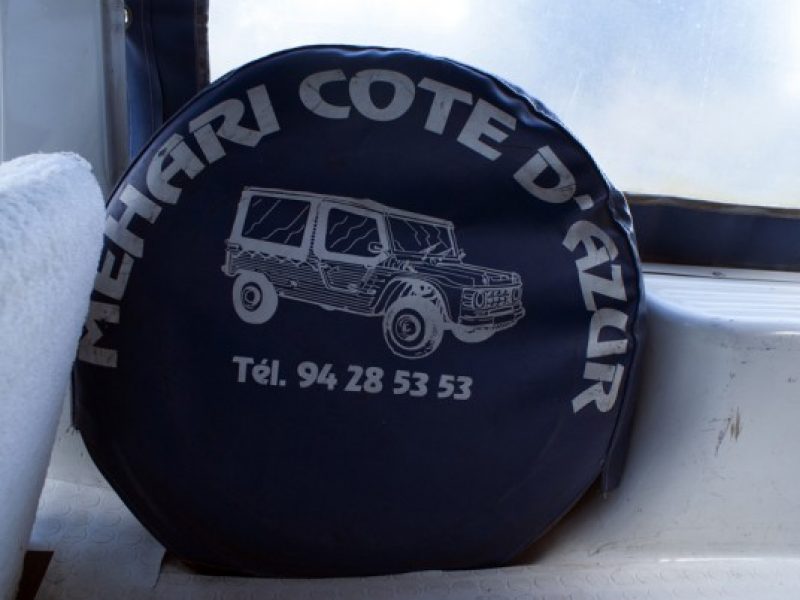 MEHARI COTE D'AZUR
Tél. 94 28 53 53